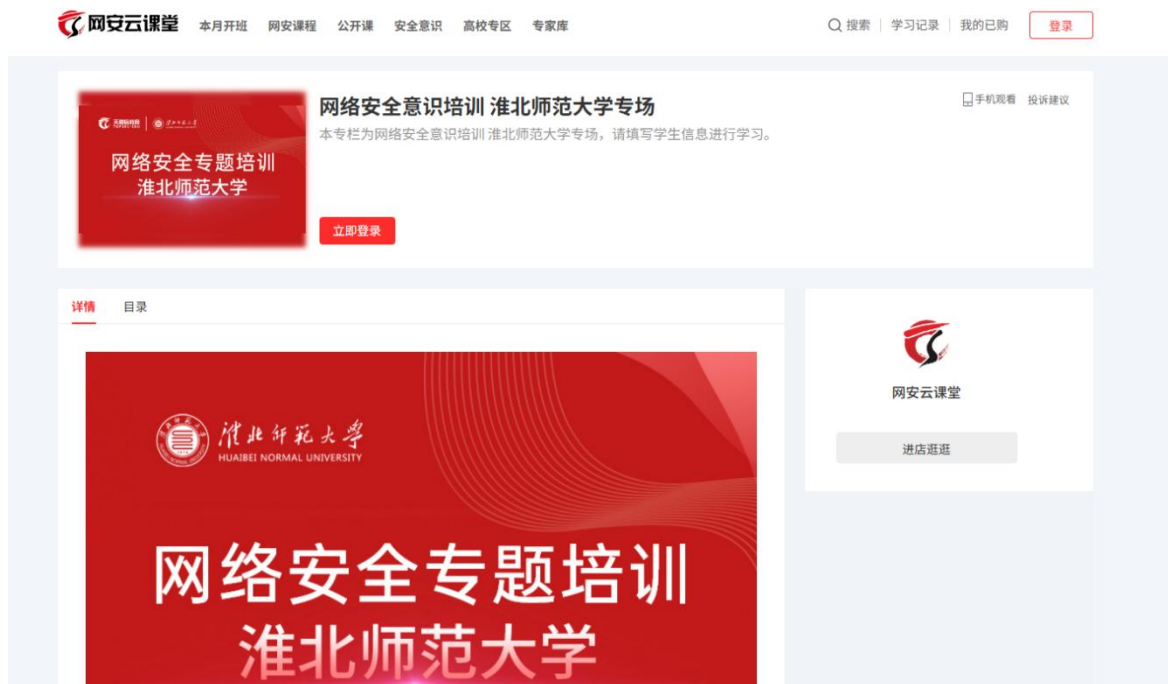 网安云课堂 本月开班 网安课程 公开课 安全意识 高校专区 专家库 搜索 学习记录 我的已购 登录
网络安全意识培训 淮北师范大学专场
手机观看 投诉建议
本专栏为网络安全意识培训 淮北师范大学专场，请填写学生信息进行学习。
网络安全专题培训
淮北师范大学
立即登录
详情 目录
网安云课堂
进店逛逛
淮北师范大学
HUAIBEI NORMAL UNIVERSITY
网络安全专题培训
淮北师范大学